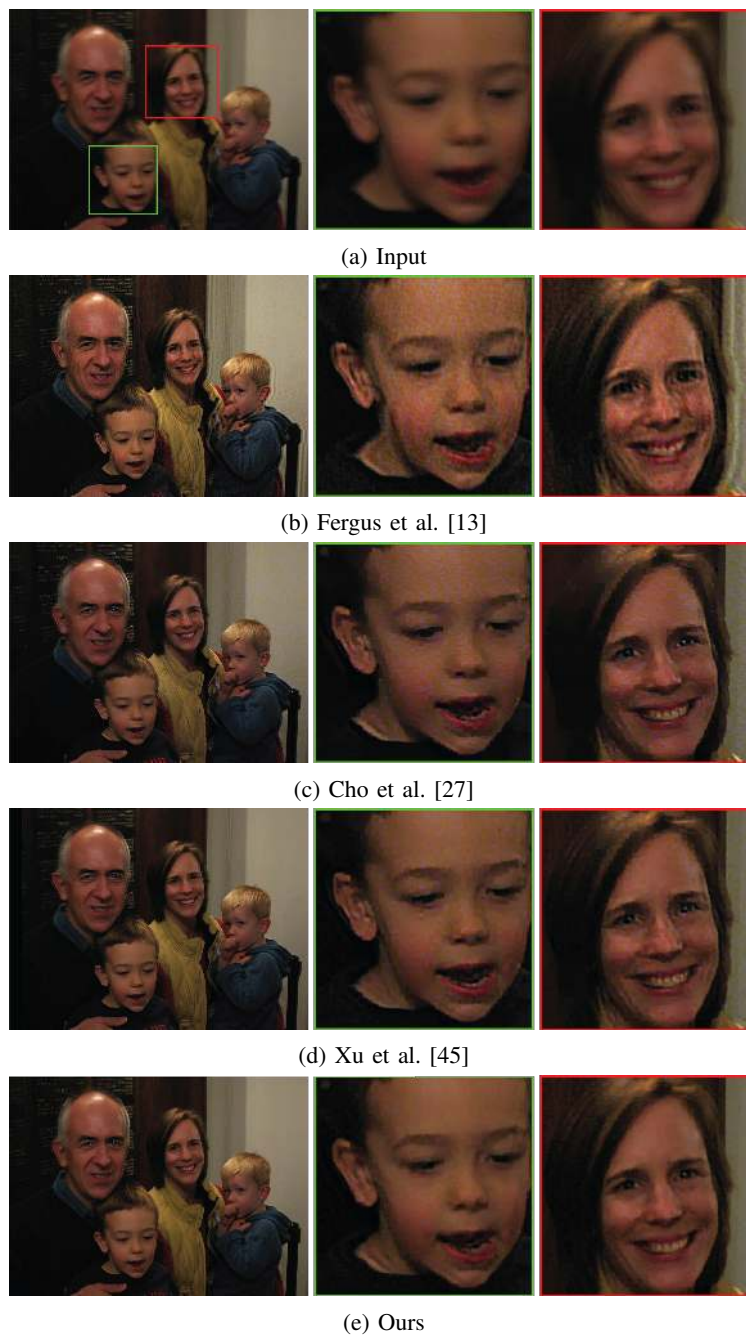 (a) Input
(b) Fergus et al. [13]
(c) Cho et al. [27]
(d) Xu et al. [45]
(e) Ours